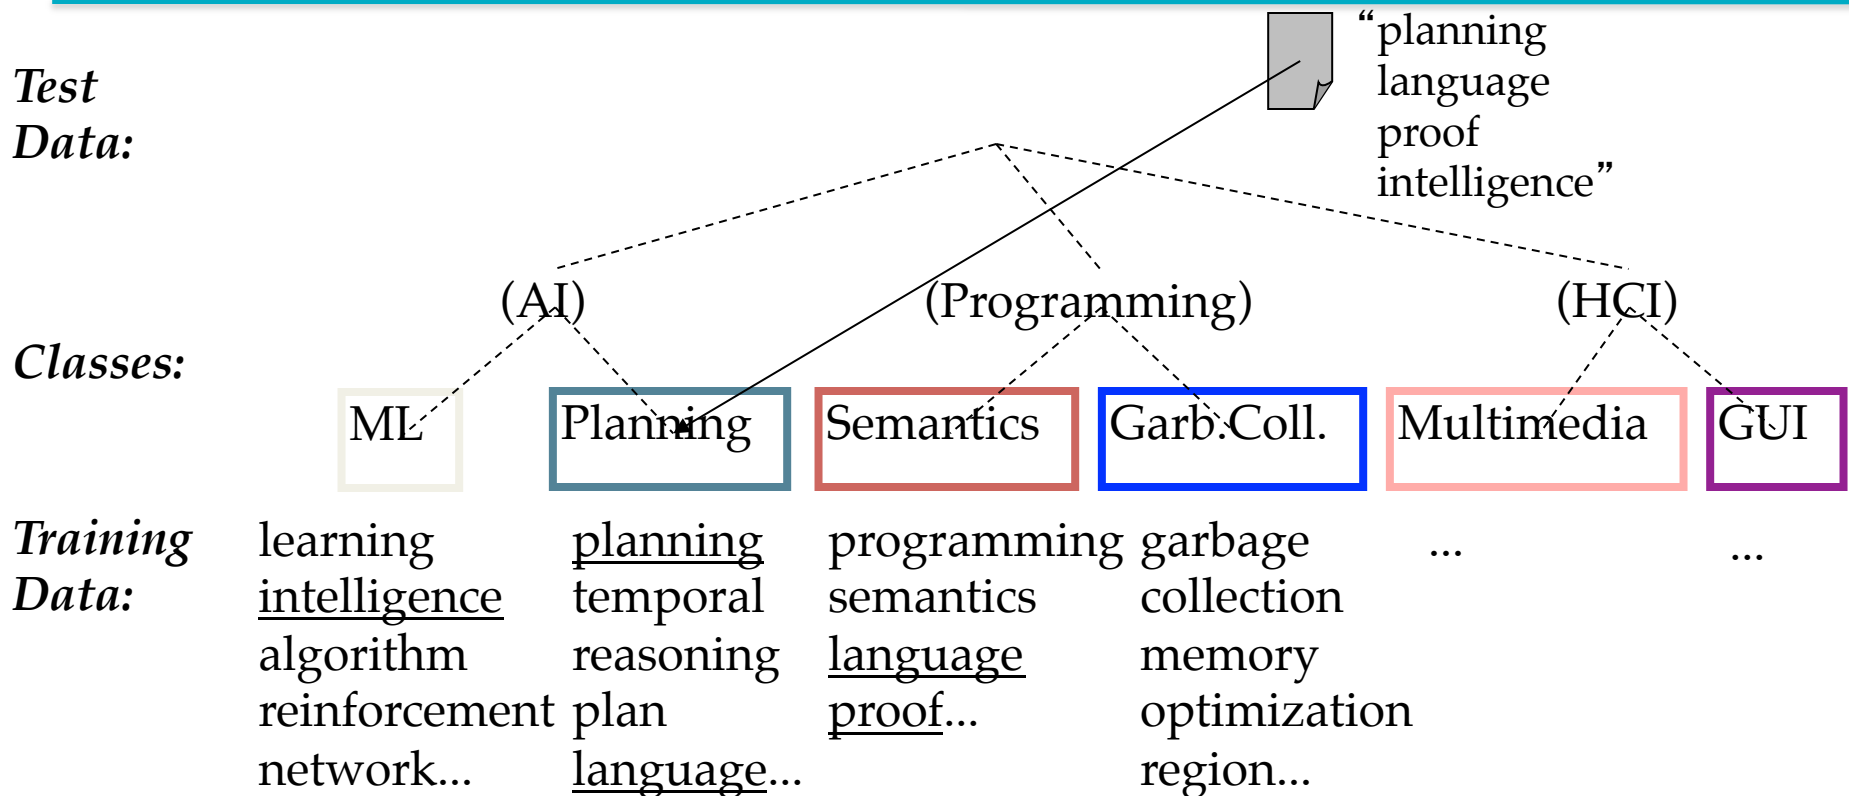 Test
Data:
“planning
language
proof
intelligence”
(AI)
(Programming)
(HCI)
Classes:
ML
Planning
Semantics
Garb.Coll.
Multimedia
GUI
Training
Data:
learning
intelligence
algorithm
reinforcement
network...
planning
temporal
reasoning
plan
language...
programming
semantics
language
proof...
garbage
collection
memory
optimization
region...
...
...